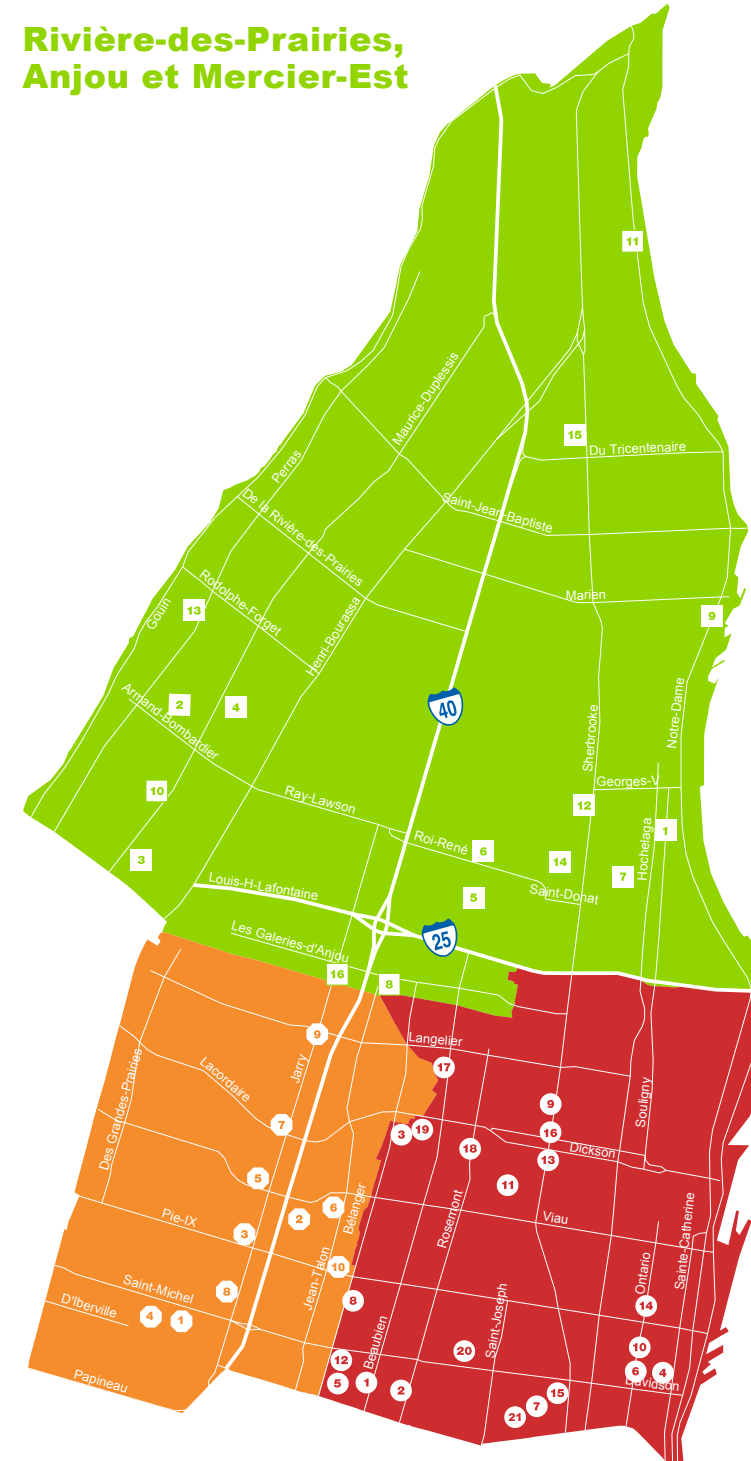 Rivière-des-Prairies,
Anjou et Mercier-Est
11
Maurice-Duplessis
15
Du Tricentenaire
Perras
De la Rivière-des-Prairies
Saint-Jean-Baptiste
Rodolphe-Forget
Marien
Gouin
13
Henri-Bourassa
9
Armand-Bombardier
2
4
40
Sherbrooke
Notre-Dame
10
Ray-Lawson
Georges-V
12
1
Roi-René
6
3
14
Hochelaga
7
Louis-H-Lafontaine
5
Saint-Donat
Les Galeries-d'Anjou
25
16
8
9
Langelier
Lacordaire
Jarry
17
Des Grandes-Prairies
Souligny
9
7
3
19
16
18
Dickson
13
5
11
6
2
Bélanger
Rosemont
Viau
Pie-IX
3
Sainte-Catherine
10
Jean-Talon
Ontario
Saint-Michel
8
8
D'Iberville
4
1
14
Saint-Joseph
Beaubien
20
10
12
6
4
Papineau
5
1
2
15
Davidson
7
21